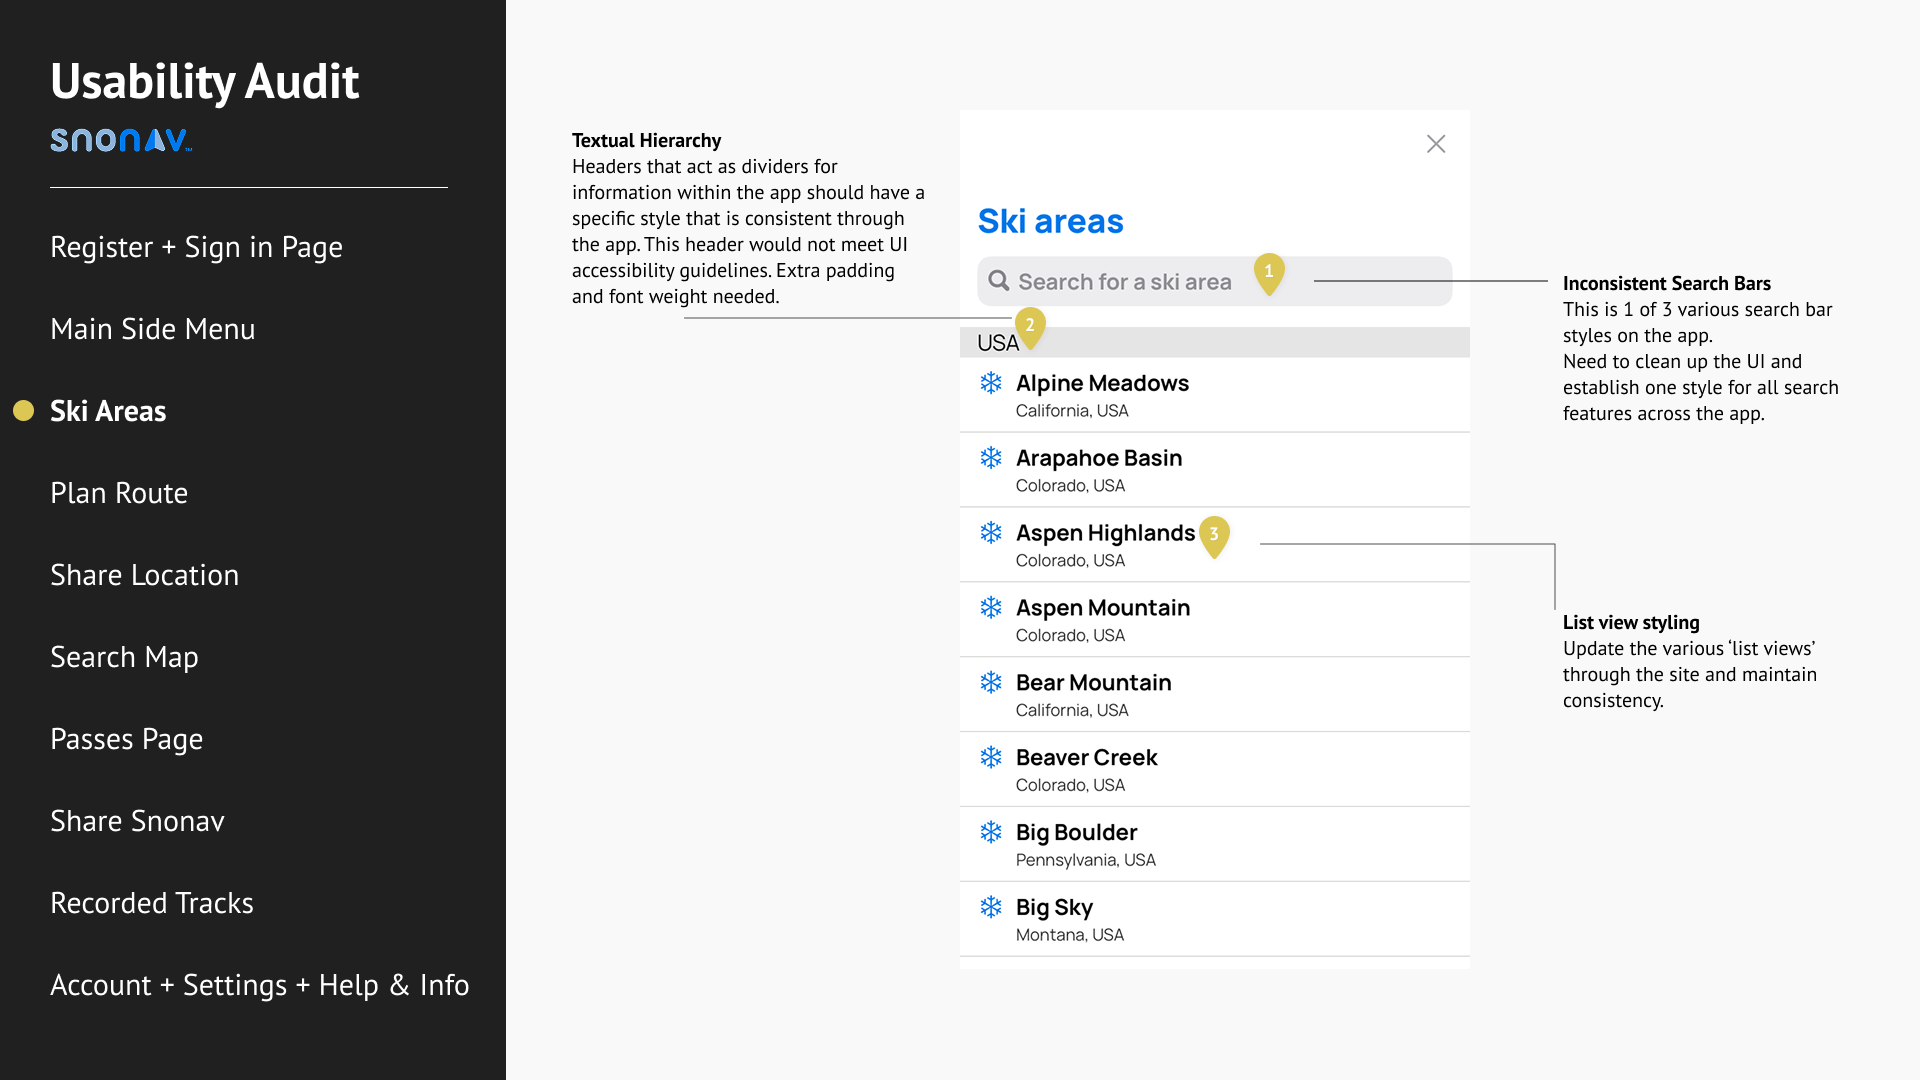 Usability Audit
snonav™
Register + Sign in Page
Main Side Menu
Ski Areas
Plan Route
Share Location
Search Map
Passes Page
Share Snonav
Recorded Tracks
Account + Settings + Help & Info
Textual Hierarchy
Headers that act as dividers for
information within the app should have a
specific style that is consistent through
the app. This header would not meet UI
accessibility guidelines. Extra padding
and font weight needed.
Ski areas
Search for a ski area
1
2
USA
Alpine Meadows
California, USA
Arapahoe Basin
Colorado, USA
Aspen Highlands
3
Colorado, USA
Aspen Mountain
Colorado, USA
Bear Mountain
California, USA
Beaver Creek
Colorado, USA
Big Boulder
Pennsylvania, USA
Big Sky
Montana, USA
Inconsistent Search Bars
This is 1 of 3 various search bar
styles on the app.
Need to clean up the UI and
establish one style for all search
features across the app.
List view styling
Update the various ‘list views’
through the site and maintain
consistency.